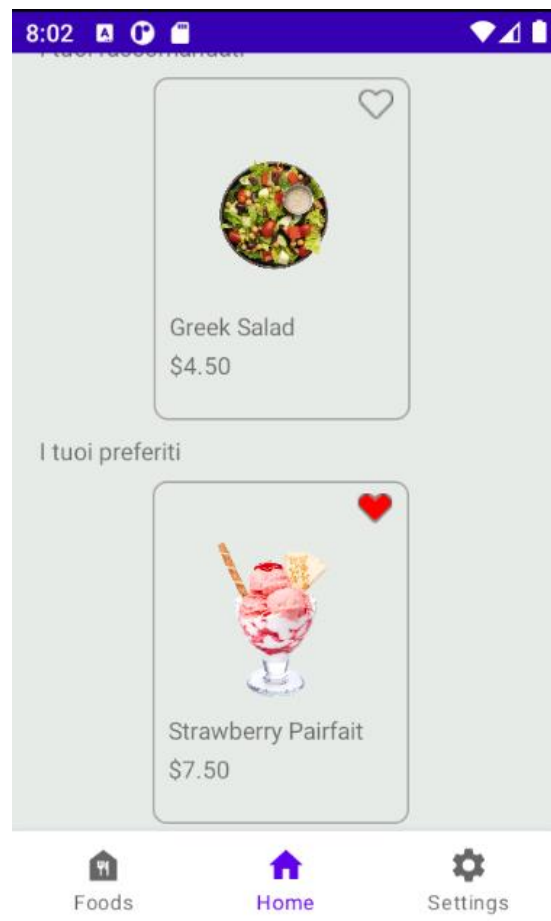 8:02
Greek Salad
$4.50
I tuoi preferiti
Strawberry Pairfait
$7.50
Foods
Home
Settings